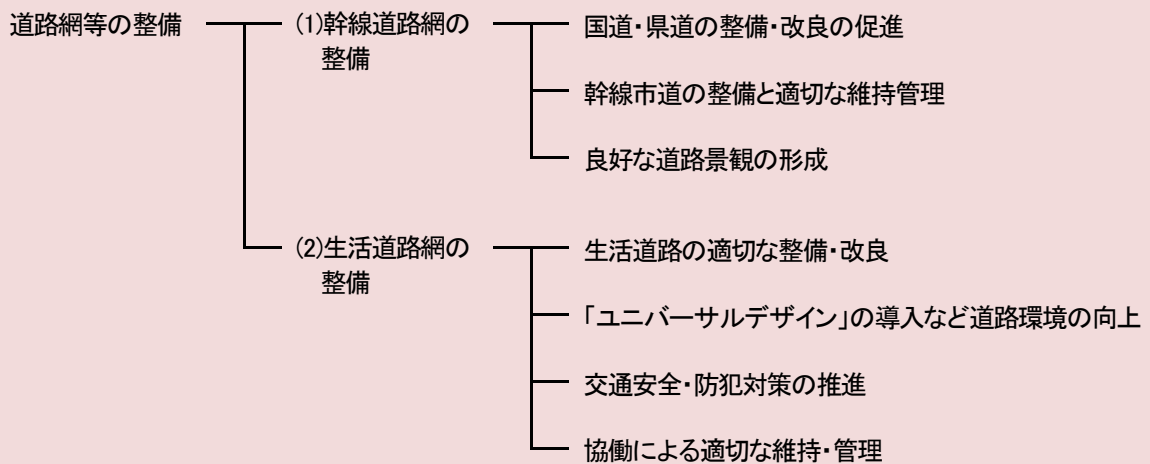 道路網等の整備
(1)幹線道路網の
整備
国道・県道の整備・改良の促進
幹線市道の整備と適切な維持管理
良好な道路景観の形成
(2)生活道路網の
整備
生活道路の適切な整備・改良
「ユニバーサルデザイン」の導入など道路環境の向上
交通安全・防犯対策の推進
協働による適切な維持・管理